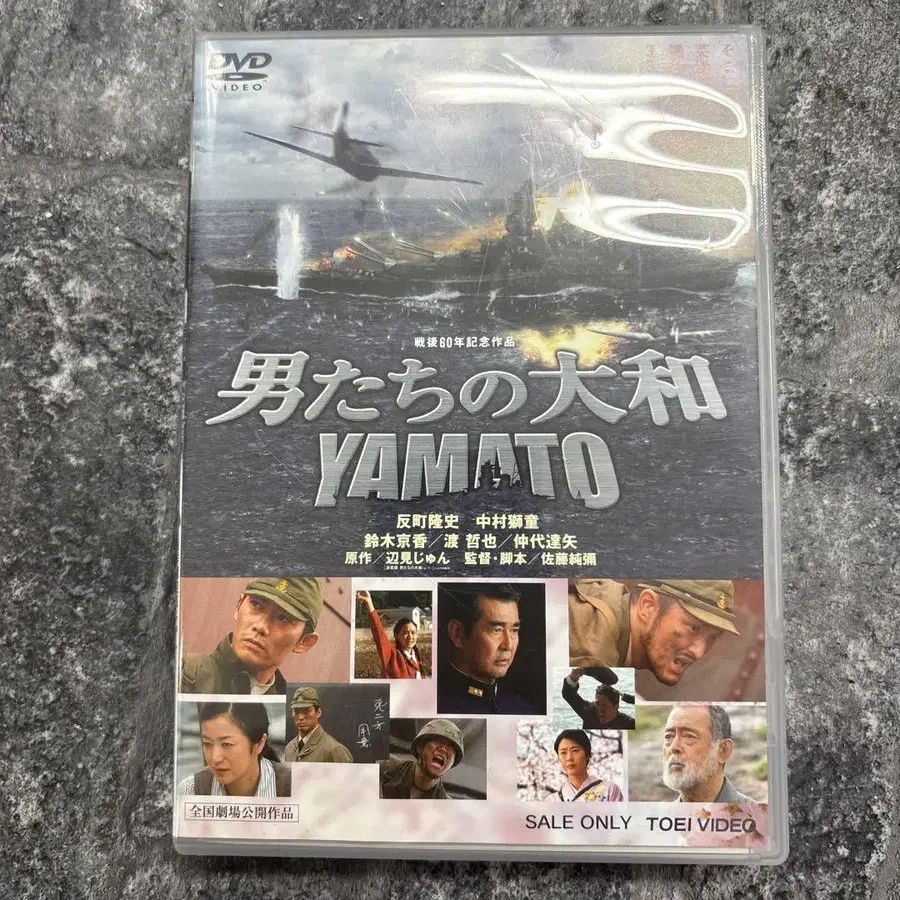 DVD
VIDEO
戦後60年記念作品
男たちの大和
YAMATO
反町隆史 中村獅童
鈴木京香／渡 哲也／仲代達矢
原作／辺見じゅん 監督・脚本／佐藤純彌
全国劇場公開作品
SALE ONLY TOEI VIDEO